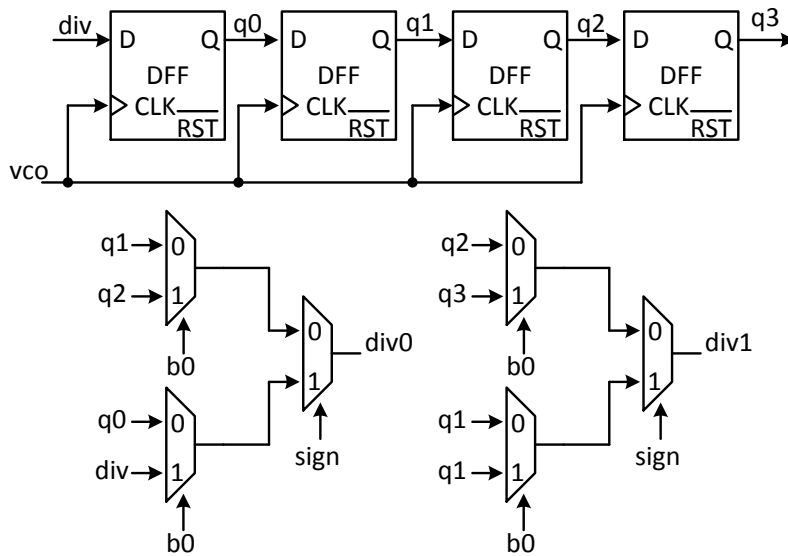 div D Q q0 D Q q1 D Q q2 D Q q3
DFF DFF DFF DFF
CLK CLK CLK CLK
RST RST RST RST
vco
q1 0
q2 1
b0
q0 0
div 1
b0
0
1
div0
sign
q2 0
q3 1
b0
q1 0
q1 1
b0
0
1
div1
sign